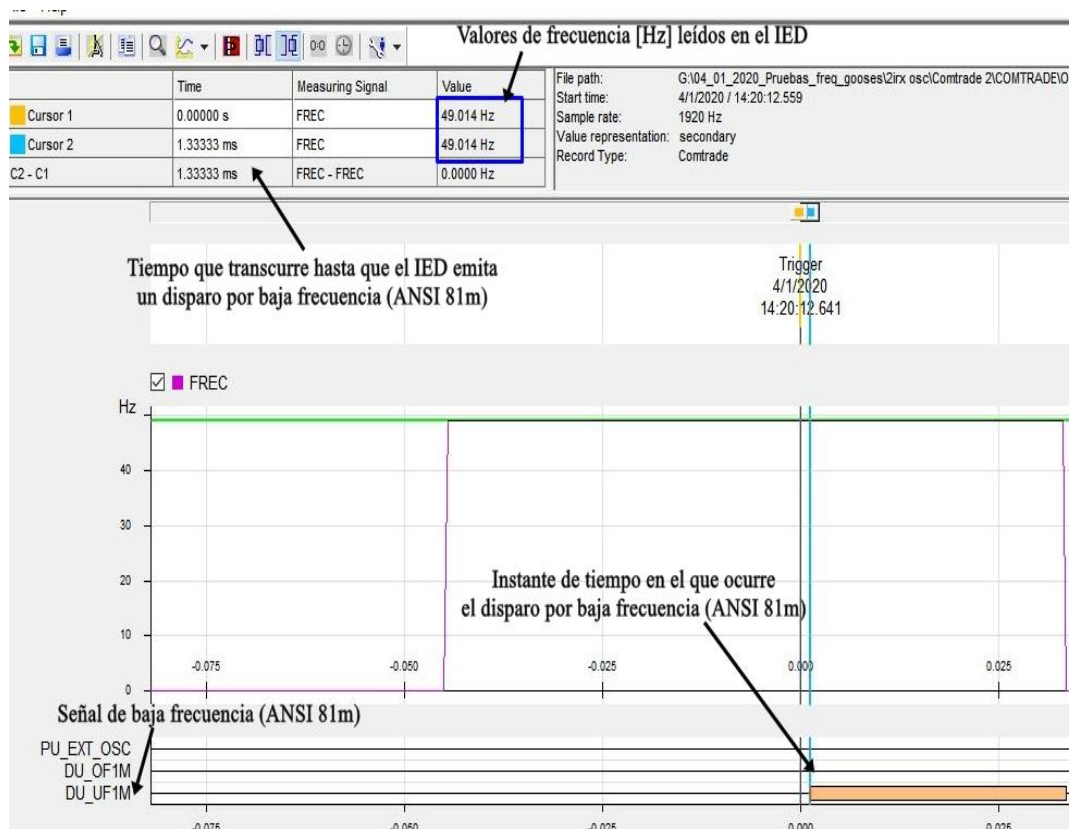 Valores de frecuencia [Hz] leídos en el IED
Time Measuring Signal Value
Cursor 1 0.00000 s FREC 49.014 Hz
Cursor 2 1.33333 ms FREC 49.014 Hz
C2 - C1 1.33333 ms FREC - FREC 0.0000 Hz
File path: G:\04_01_2020_Pruebas_freq_gooses\2irx osc\Comtrade 2\COMTRADE\O
Start time: 4/1/2020 / 14:20:12.559
Sample rate: 1920 Hz
Value representation: secondary
Record Type: Comtrade
Tiempo que transcurre hasta que el IED emita
un disparo por baja frecuencia (ANSI 81m)
Trigger
4/1/2020
14:20:12.641
FREC
Hz
40
30
20
10
0
Instante de tiempo en el que ocurre
el disparo por baja frecuencia (ANSI 81m)
-0.075 -0.050 -0.025 0.000 0.025
Señal de baja frecuencia (ANSI 81m)
PU_EXT_OSC
DU_OF1M
DU_UF1M
-0.075 -0.050 -0.025 0.000 0.025